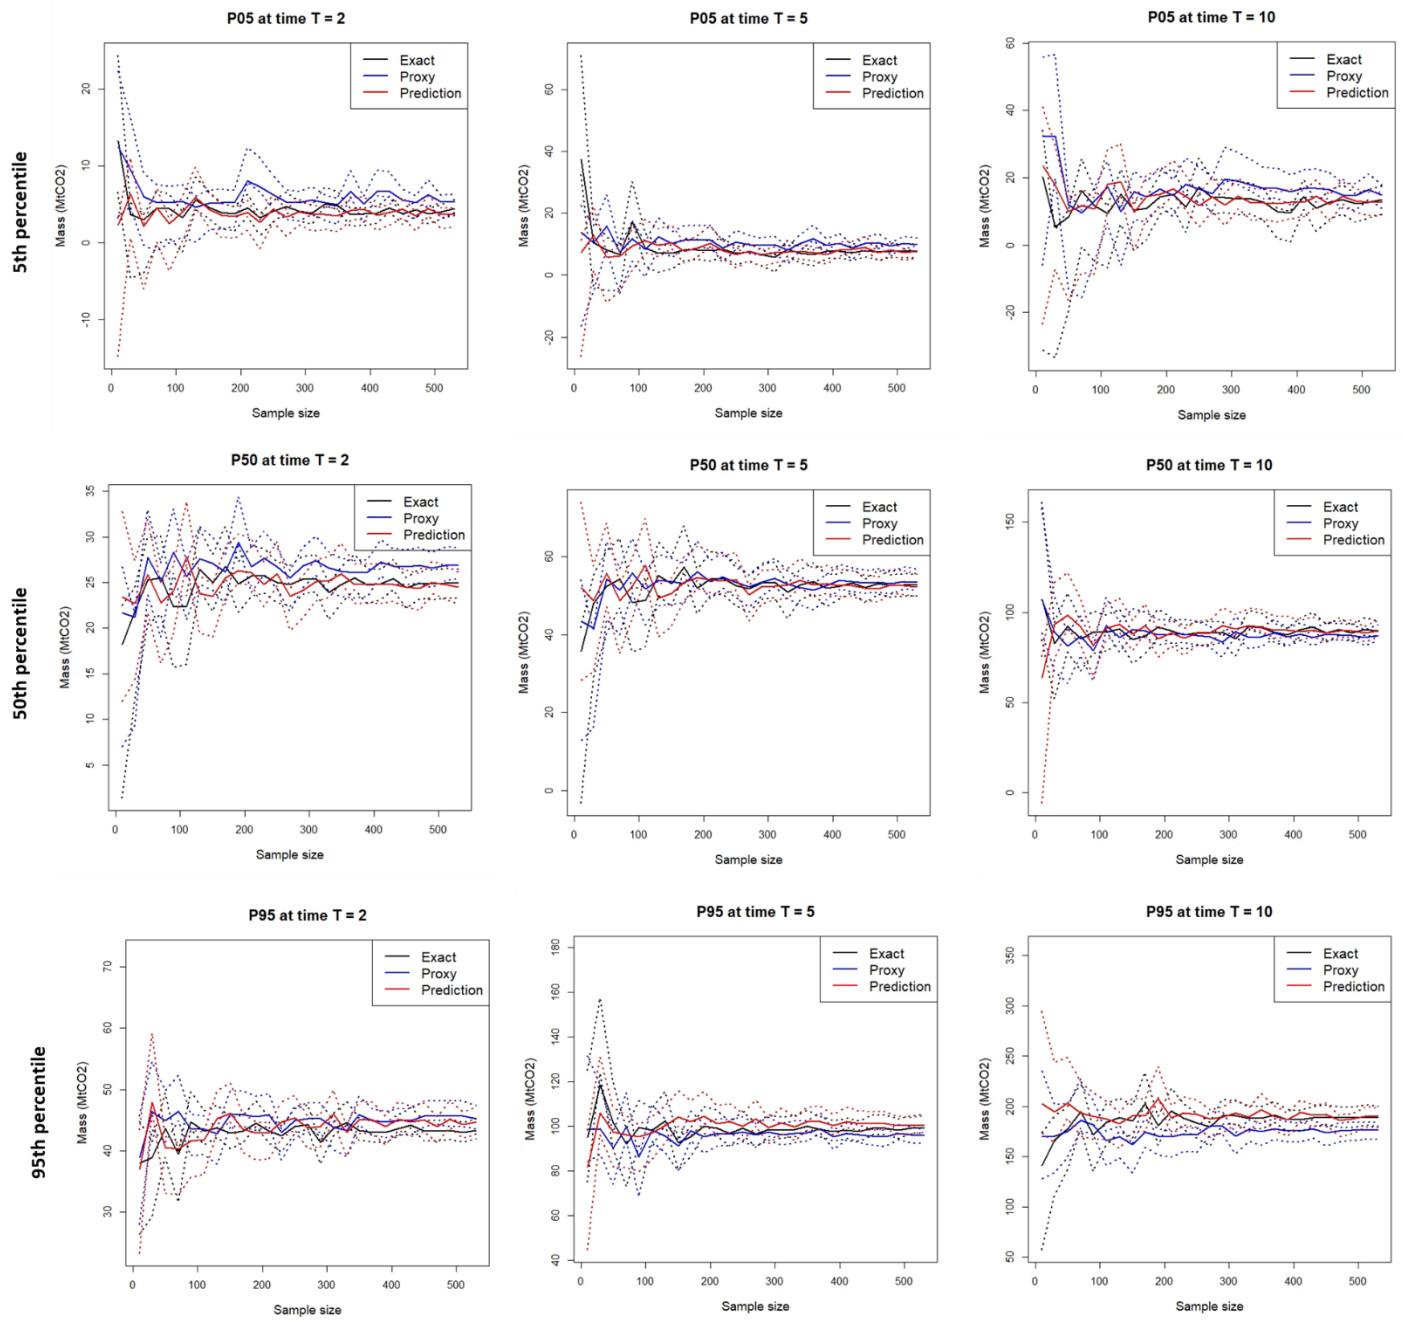 P05 at time T = 2
P05 at time T = 5
P05 at time T = 10
5th percentile
Mass (MtCO2)
20
10
0
-10
Exact
Proxy
Prediction
0 100 200 300 400 500
Sample size
Mass (MtCO2)
60
40
20
0
-20
Exact
Proxy
Prediction
0 100 200 300 400 500
Sample size
Mass (MtCO2)
60
40
20
0
-20
Exact
Proxy
Prediction
0 100 200 300 400 500
Sample size
P50 at time T = 2
P50 at time T = 5
P50 at time T = 10
50th percentile
Mass (MtCO2)
35
30
25
20
15
10
5
Exact
Proxy
Prediction
0 100 200 300 400 500
Sample size
Mass (MtCO2)
60
40
20
0
Exact
Proxy
Prediction
0 100 200 300 400 500
Sample size
Mass (MtCO2)
150
100
50
0
Exact
Proxy
Prediction
0 100 200 300 400 500
Sample size
P95 at time T = 2
P95 at time T = 5
P95 at time T = 10
95th percentile
Mass (MtCO2)
70
60
50
40
30
Exact
Proxy
Prediction
0 100 200 300 400 500
Sample size
Mass (MtCO2)
180
160
140
120
100
80
60
40
Exact
Proxy
Prediction
0 100 200 300 400 500
Sample size
Mass (MtCO2)
350
300
250
200
150
100
50
Exact
Proxy
Prediction
0 100 200 300 400 500
Sample size